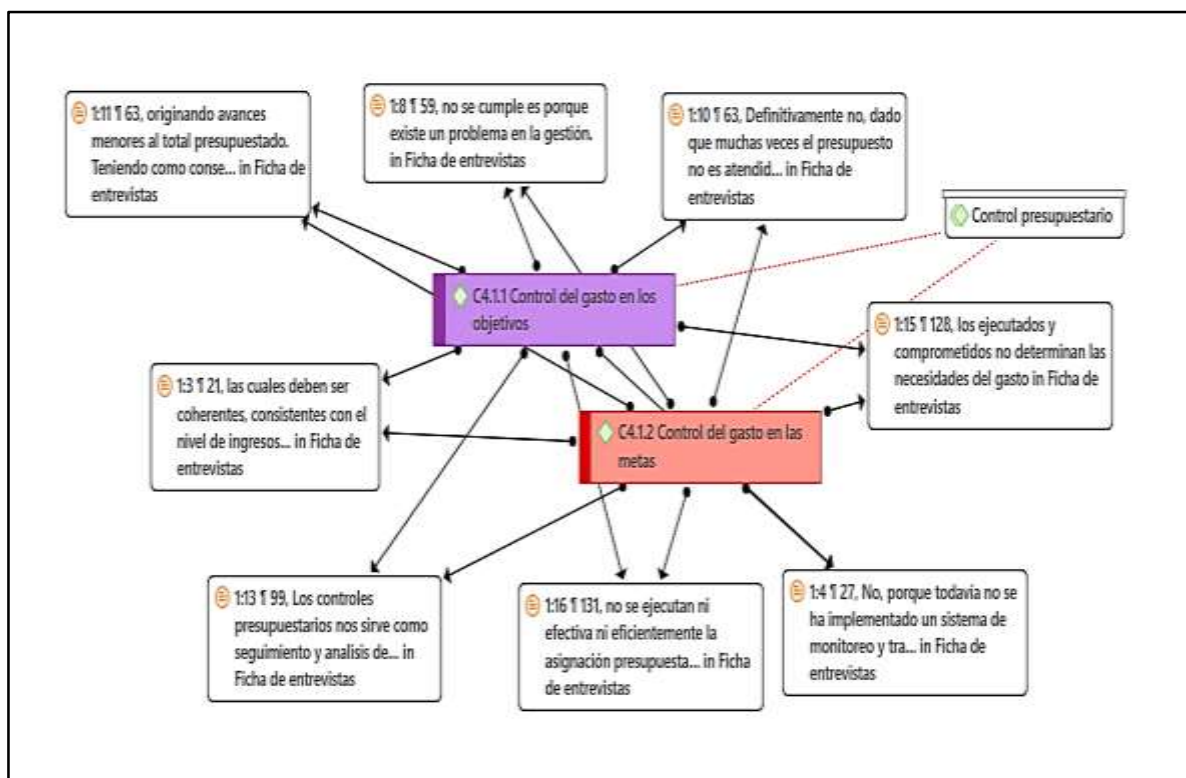 1:11 ¶ 63, originando avances
menores al total presupuestado.
Teniendo como conse... in Ficha de
entrevistas
1:8 ¶ 59, no se cumple es porque
existe un problema en la gestión.
in Ficha de entrevistas
1:10 ¶ 63, Definitivamente no, dado
que muchas veces el presupuesto
no es atendid... in Ficha de
entrevistas
Control presupuestario
C4.1.1 Control del gasto en los
objetivos
1:15 ¶ 128, los ejecutados y
comprometidos no determinan las
necesidades del gasto in Ficha de
entrevistas
1:3 ¶ 21, las cuales deben ser
coherentes, consistentes con el
nivel de ingresos... in Ficha de
entrevistas
C4.1.2 Control del gasto en las
metas
1:13 ¶ 99, Los controles
presupuestarios nos sirve como
seguimiento y analisis de... in
Ficha de entrevistas
1:16 ¶ 131, no se ejecutan ni
efectiva ni eficientemente la
asignación presupuesta... in Ficha
de entrevistas
1:4 ¶ 27, No, porque todavia no se
ha implementado un sistema de
monitoreo y tra... in Ficha de
entrevistas